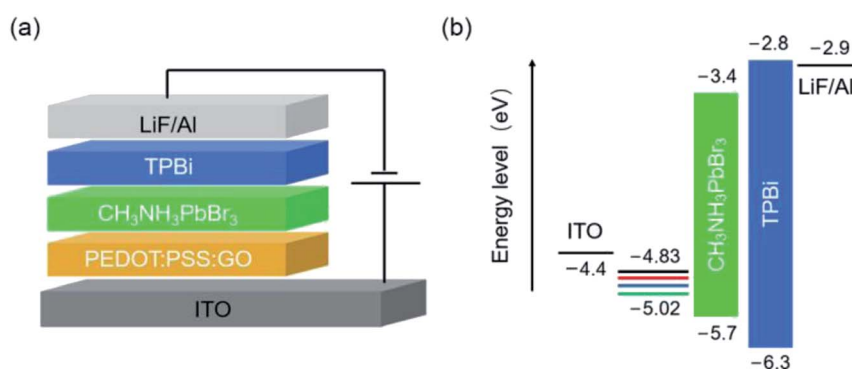 (a)
LiF/Al
TPBi
CH₃NH₃PbBr₃
PEDOT:PSS:GO
ITO
(b)
Energy level (eV)
ITO
−4.4
−4.83
−5.02
−3.4
CH₃NH₃PbBr₃
−5.7
−2.8
TPBi
−6.3
−2.9
LiF/Al